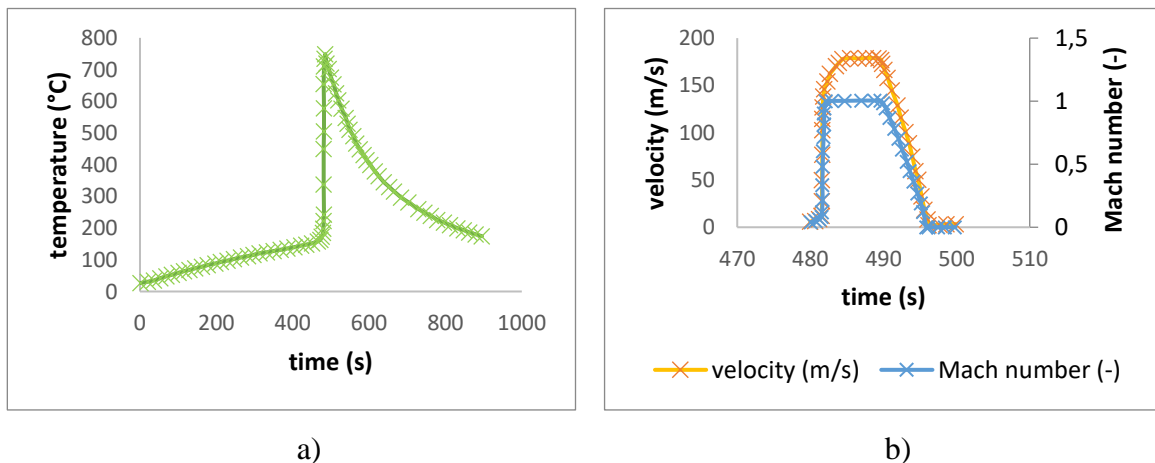 800
700
600
500
400
300
200
100
0
temperature (°C)
0 200 400 600 800 1000
time (s)
a)
200
150
100
50
0
velocity (m/s)
1,5
1
0,5
0
Mach number (-)
470 480 490 500 510
time (s)
velocity (m/s) Mach number (-)
b)